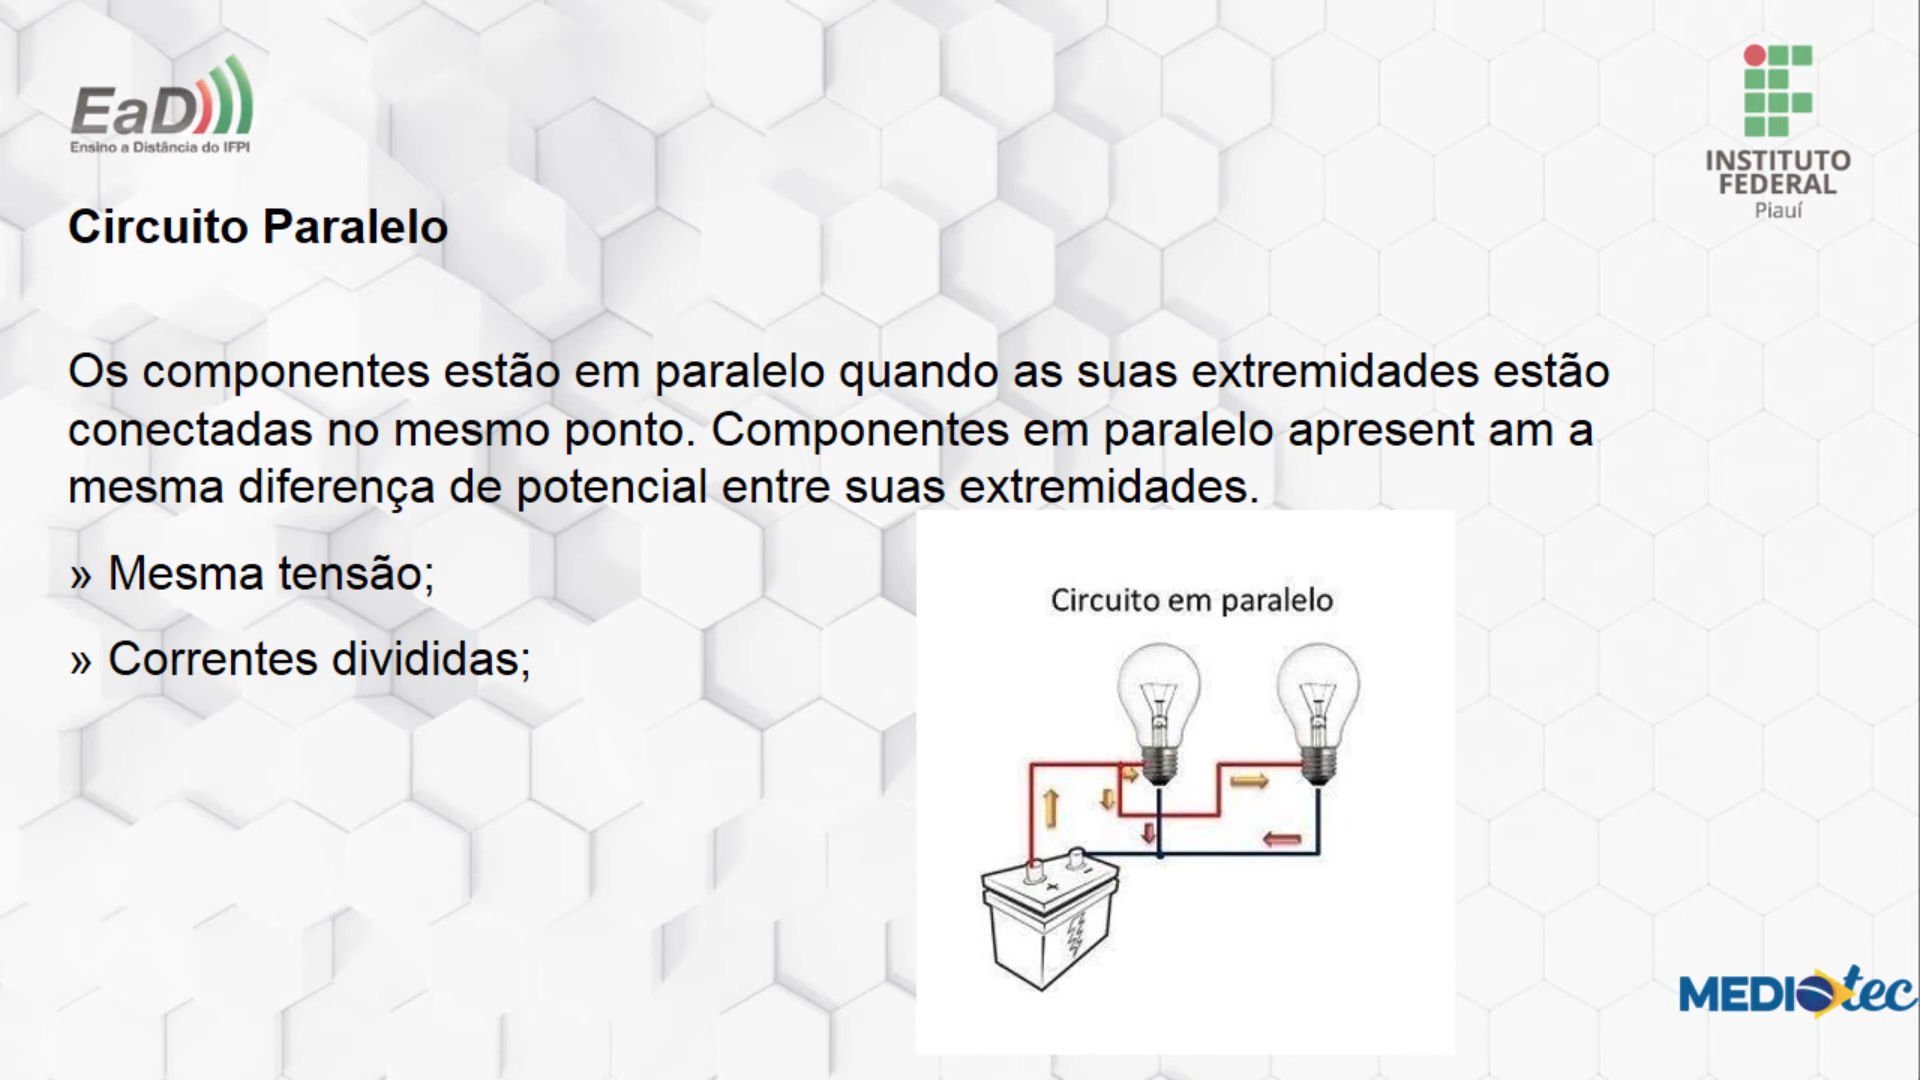 EaD
Ensino a Distância do IFPI
INSTITUTO
FEDERAL
Piauí
Circuito Paralelo
Os componentes estão em paralelo quando as suas extremidades estão
conectadas no mesmo ponto. Componentes em paralelo apresent am a
mesma diferença de potencial entre suas extremidades.
» Mesma tensão;
» Correntes divididas;
Circuito em paralelo
+ -
MEDIOtec